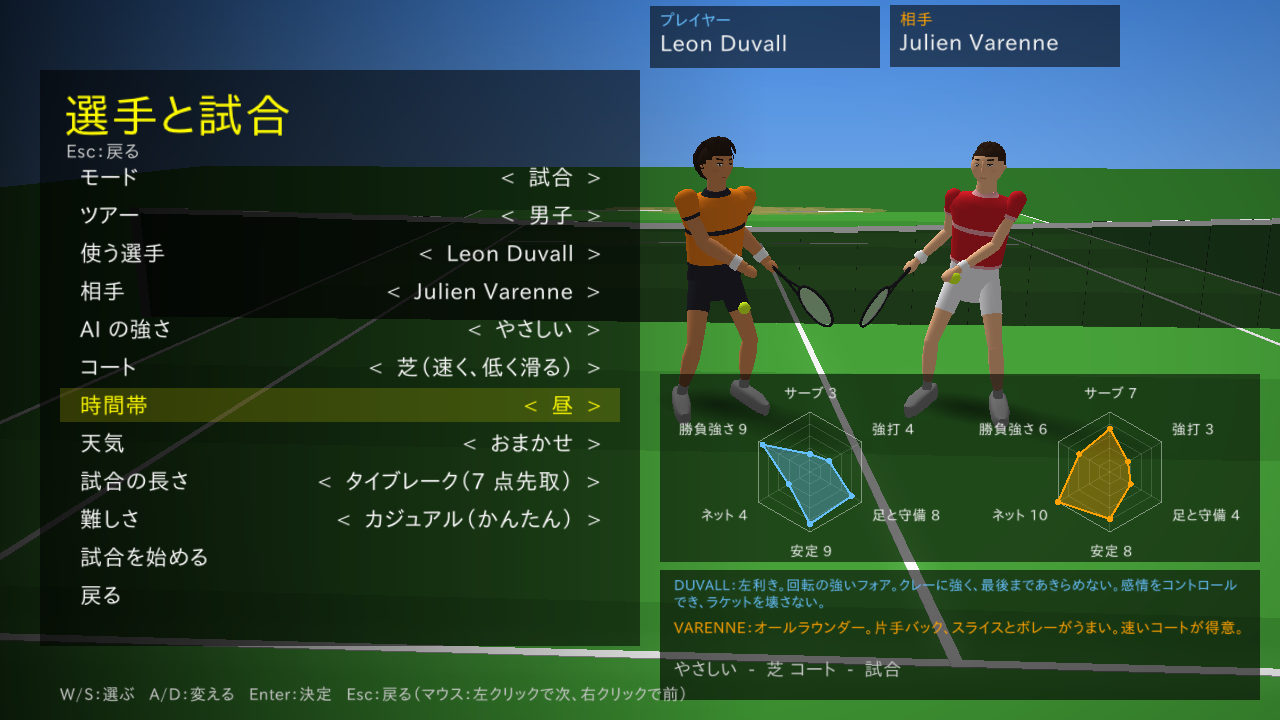 プレイヤー
Leon Duvall
相手
Julien Varenne
選手と試合
Esc：戻る
モード < 試合 >
ツアー < 男子 >
使う選手 < Leon Duvall >
相手 < Julien Varenne >
AI の強さ < やさしい >
コート < 芝（速く、低く滑る） >
時間帯 < 昼 >
天気 < おまかせ >
試合の長さ < タイブレーク（7 点先取） >
難しさ < カジュアル（かんたん） >
試合を始める
戻る
サーブ 3
勝負強さ 9
強打 4
ネット 4
足と守備 8
安定 9
サーブ 7
勝負強さ 6
強打 3
ネット 10
足と守備 4
安定 8
DUVALL：左利き。回転の強いフォア。クレーに強く、最後まであきらめない。感情をコントロール
でき、ラケットを壊さない。
VARENNE：オールラウンダー。片手バック、スライスとボレーがうまい。速いコートが得意。
やさしい - 芝 コート - 試合
W/S：選ぶ A/D：変える Enter：決定 Esc：戻る（マウス：左クリックで次、右クリックで前）